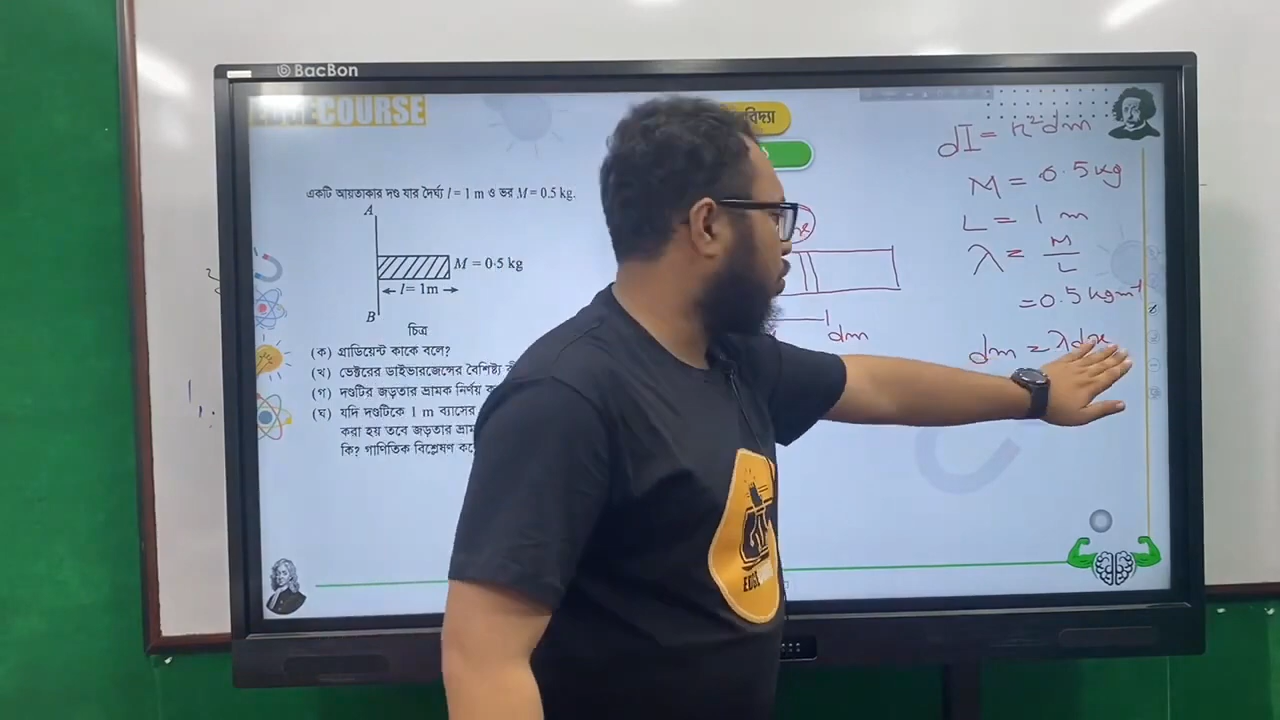 BacBon
EDGECOURSE
একটি আয়তাকার দণ্ড যার দৈর্ঘ্য l = 1 m ও ভর M = 0.5 kg.
A
M = 0·5 kg
l = 1m
B
চিত্র
(ক) গ্রাডিয়েন্ট কাকে বলে?
(খ) ভেক্টরের ডাইভারজেন্সের বৈশিষ্ট্য
(গ) দণ্ডটির জড়তার ভ্রামক নির্ণয়
(ঘ) যদি দণ্ডটিকে 1 m ব্যাসের
করা হয় তবে জড়তার
কি? গাণিতিক বিশ্লেষণ
dm
dI = x²dm
M = 0.5 kg
L = 1 m
λ = M/L
= 0.5 kgm⁻¹
dm = λdx